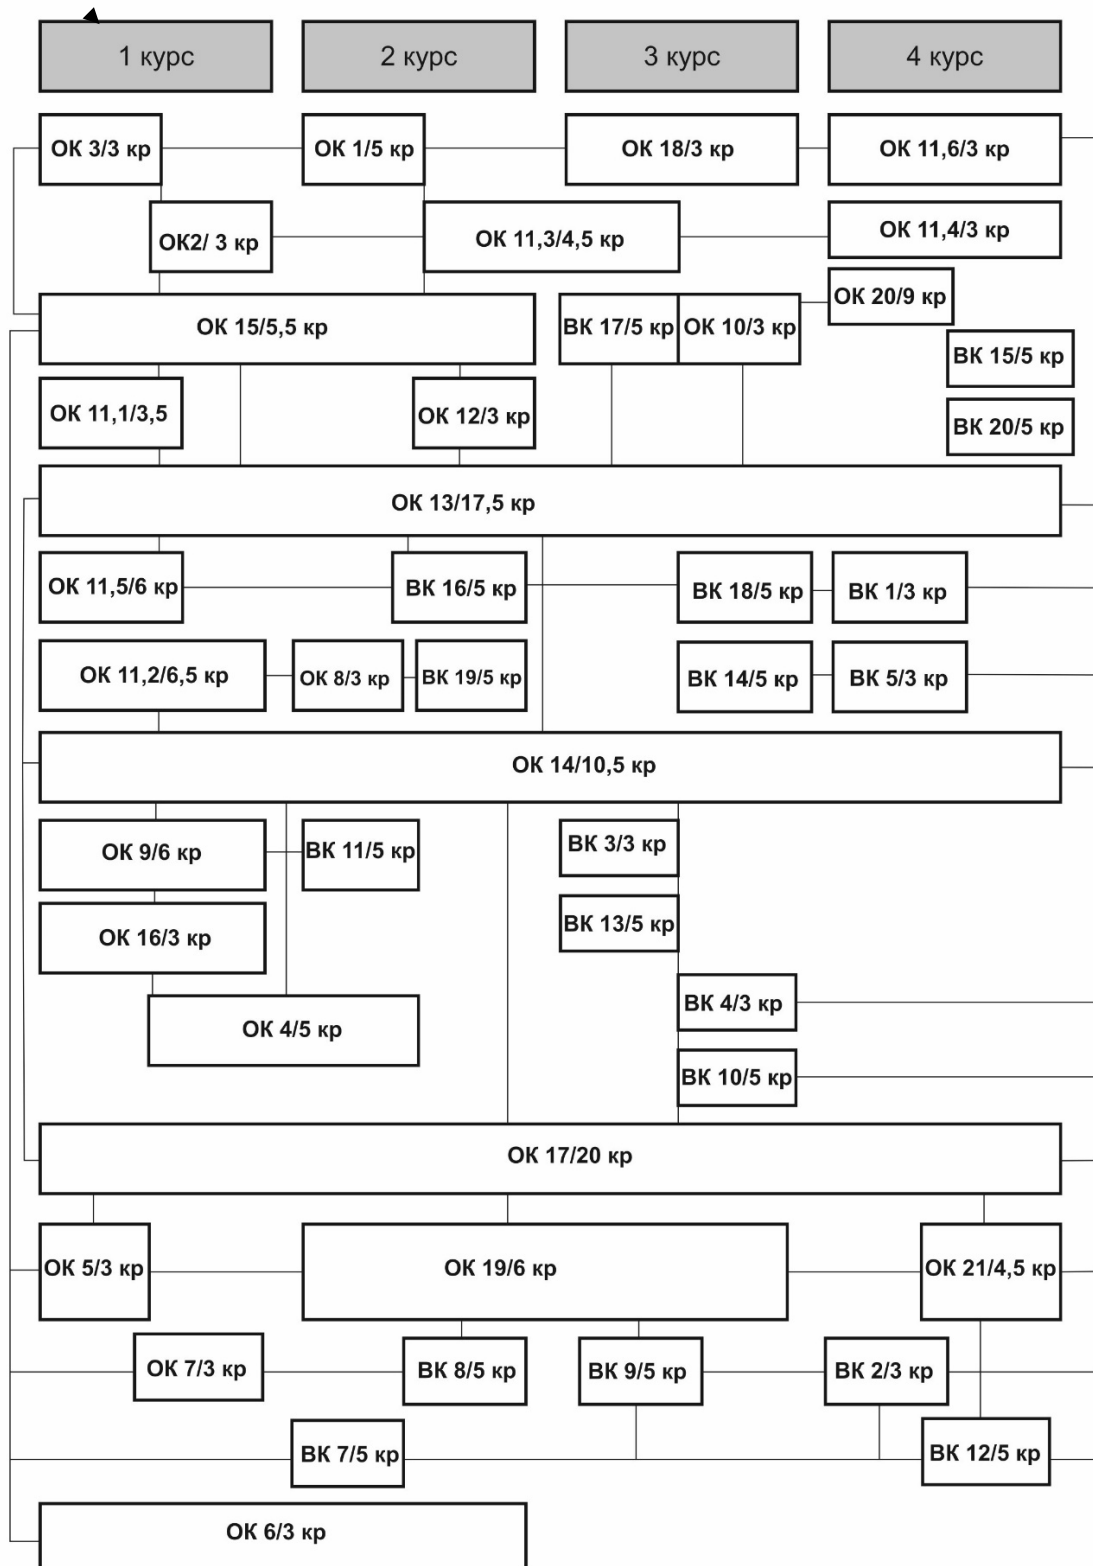 1 курс
2 курс
3 курс
4 курс
ОК 3/3 кр
ОК 1/5 кр
ОК 18/3 кр
ОК 11,6/3 кр
ОК2/ 3 кр
ОК 11,3/4,5 кр
ОК 11,4/3 кр
ОК 20/9 кр
ОК 15/5,5 кр
ВК 17/5 кр
ОК 10/3 кр
ВК 15/5 кр
ОК 11,1/3,5
ОК 12/3 кр
ВК 20/5 кр
ОК 13/17,5 кр
ОК 11,5/6 кр
ВК 16/5 кр
ВК 18/5 кр
ВК 1/3 кр
ОК 11,2/6,5 кр
ОК 8/3 кр
ВК 19/5 кр
ВК 14/5 кр
ВК 5/3 кр
ОК 14/10,5 кр
ОК 9/6 кр
ВК 11/5 кр
ВК 3/3 кр
ОК 16/3 кр
ВК 13/5 кр
ОК 4/5 кр
ВК 4/3 кр
ВК 10/5 кр
ОК 17/20 кр
ОК 5/3 кр
ОК 19/6 кр
ОК 21/4,5 кр
ОК 7/3 кр
ВК 8/5 кр
ВК 9/5 кр
ВК 2/3 кр
ВК 7/5 кр
ВК 12/5 кр
ОК 6/3 кр